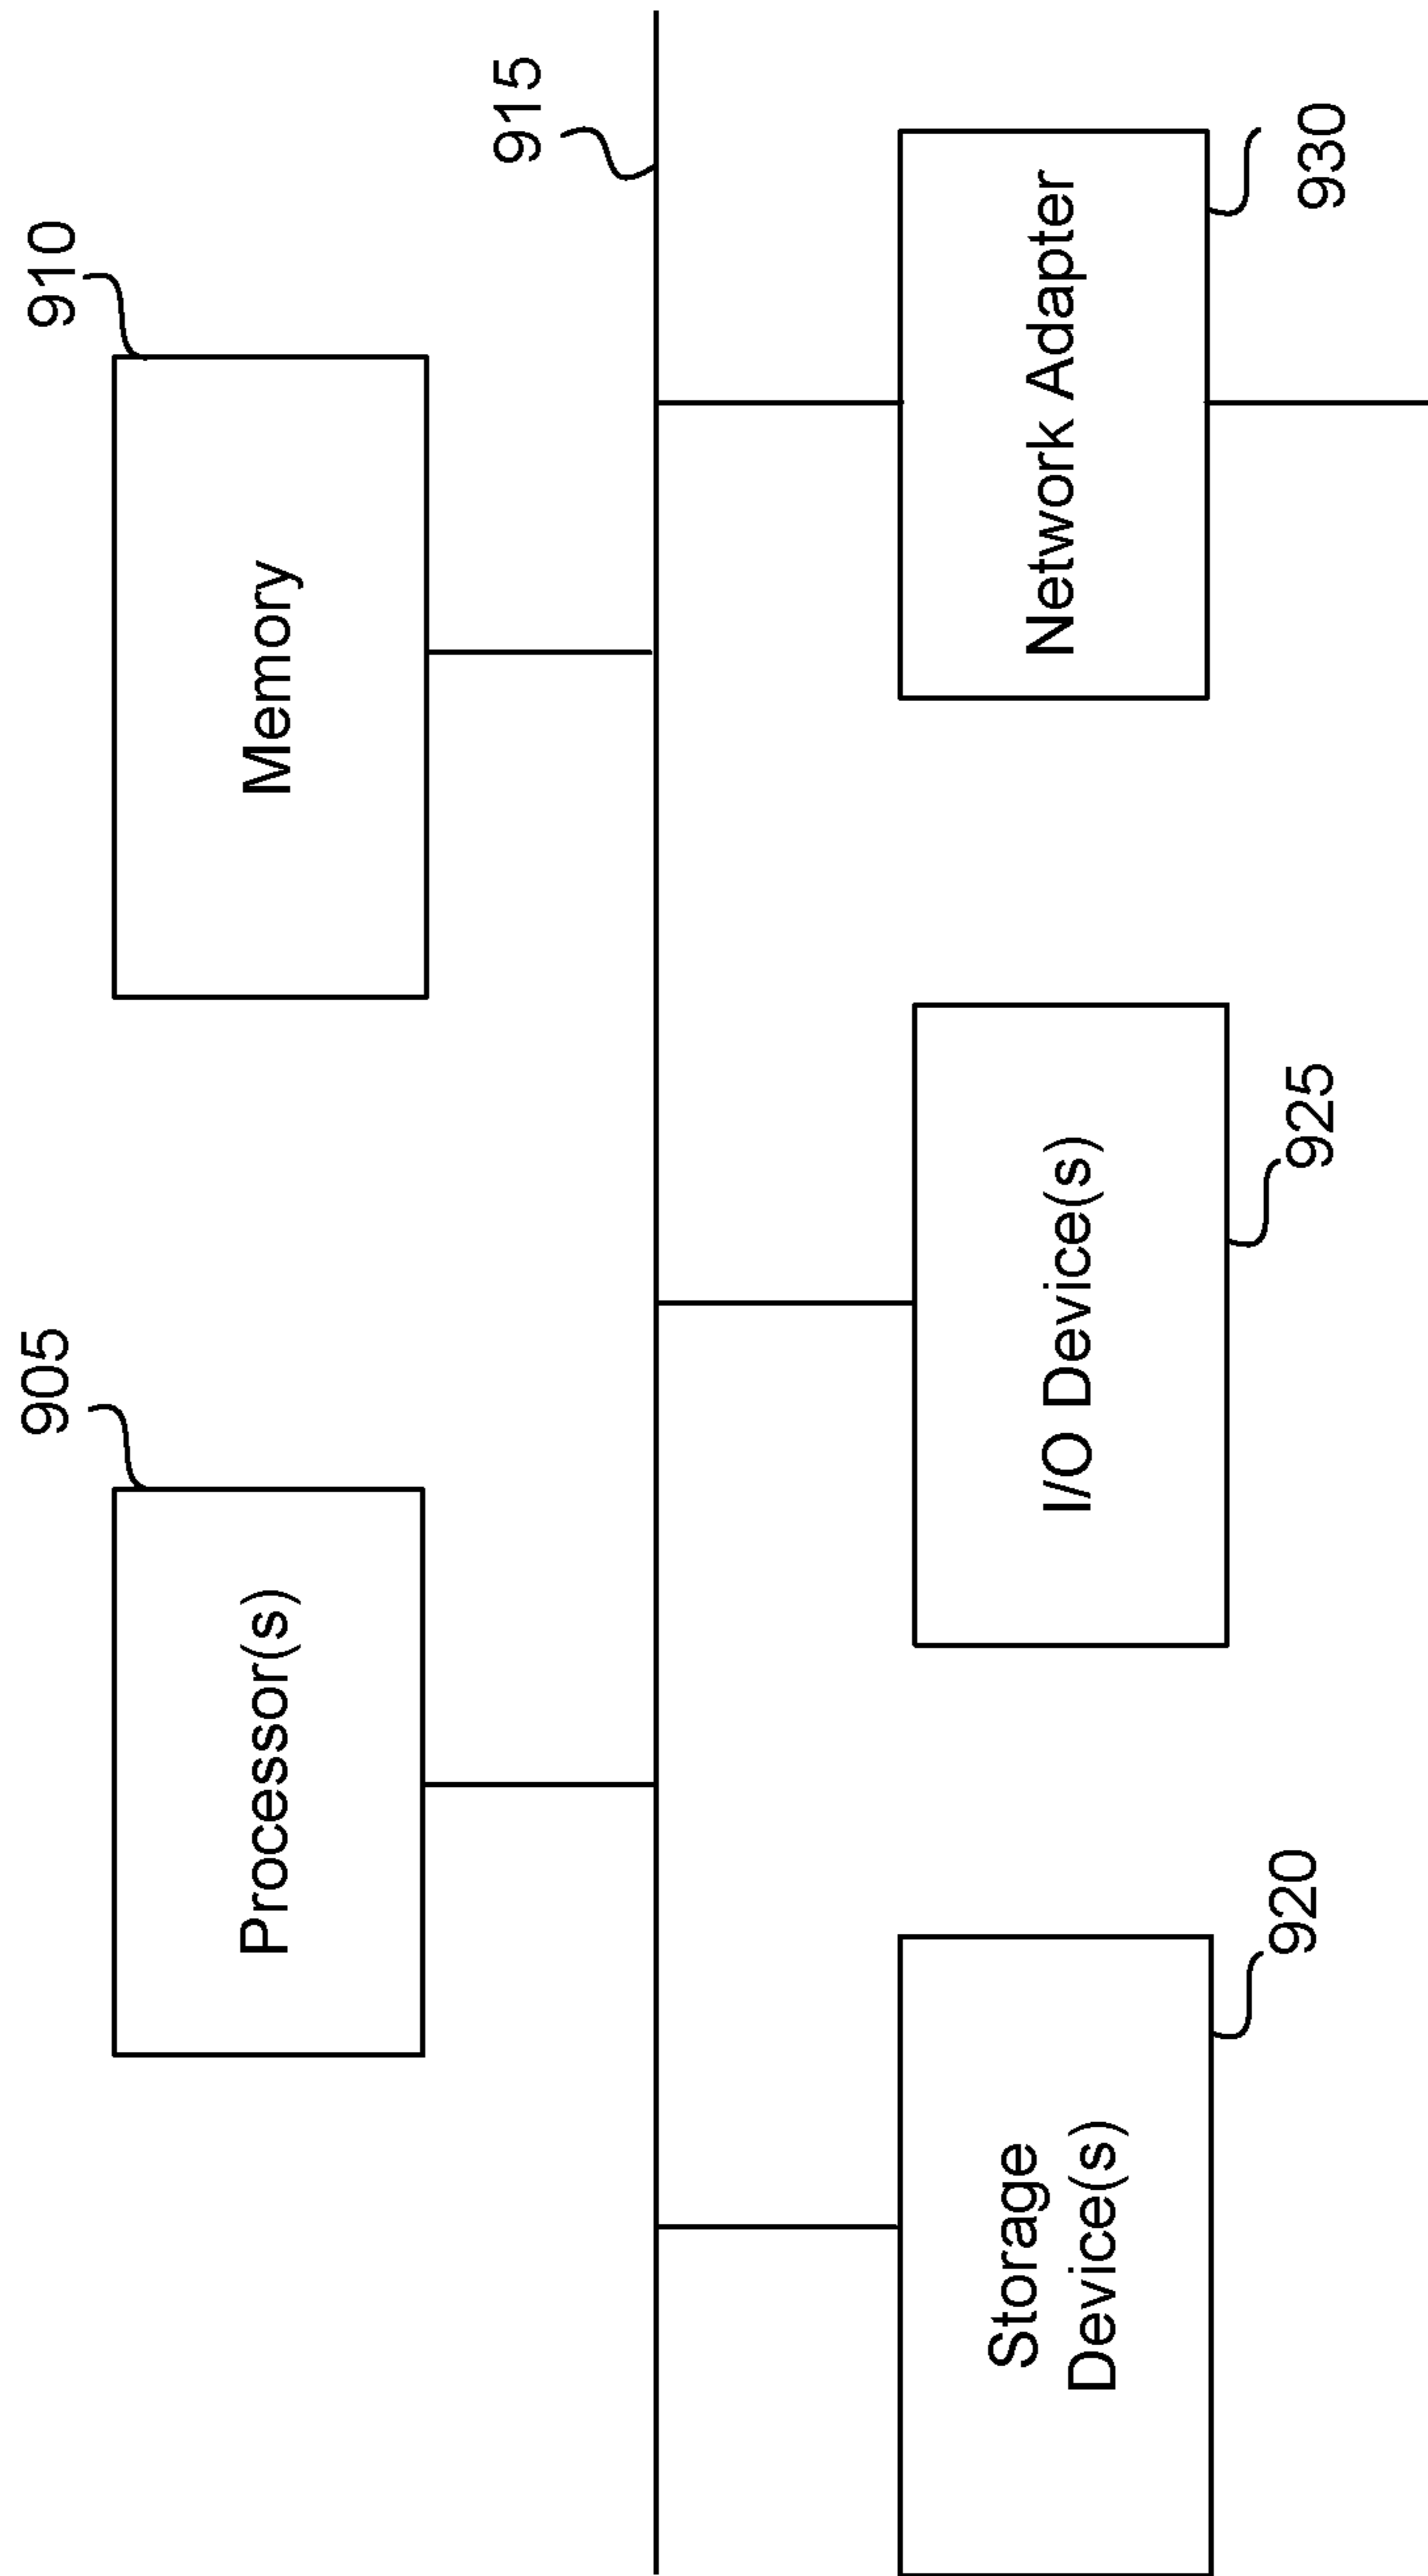 905
910
Processor(s)
Memory
915
Storage
Device(s)
I/O Device(s)
Network Adapter
920
925
930